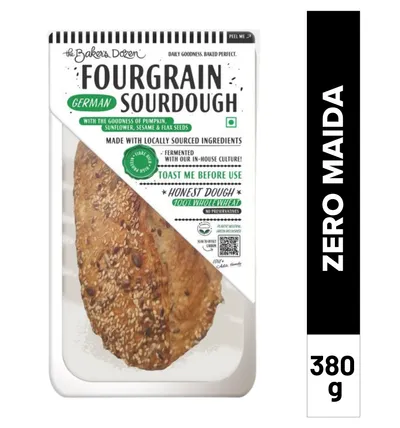 PEEL ME
the Baker's Dozen
DAILY GOODNESS. BAKED PERFECT.
FOURGRAIN
GERMAN SOURDOUGH
WITH THE GOODNESS OF PUMPKIN,
SUNFLOWER, SESAME & FLAX SEEDS
MADE WITH LOCALLY SOURCED INGREDIENTS
✓ FERMENTED
WITH OUR IN-HOUSE CULTURE!
TOAST ME BEFORE USE
* HONEST DOUGH *
100% WHOLEWHEAT
NO PRESERVATIVES
ZERO MAIDA
380
g